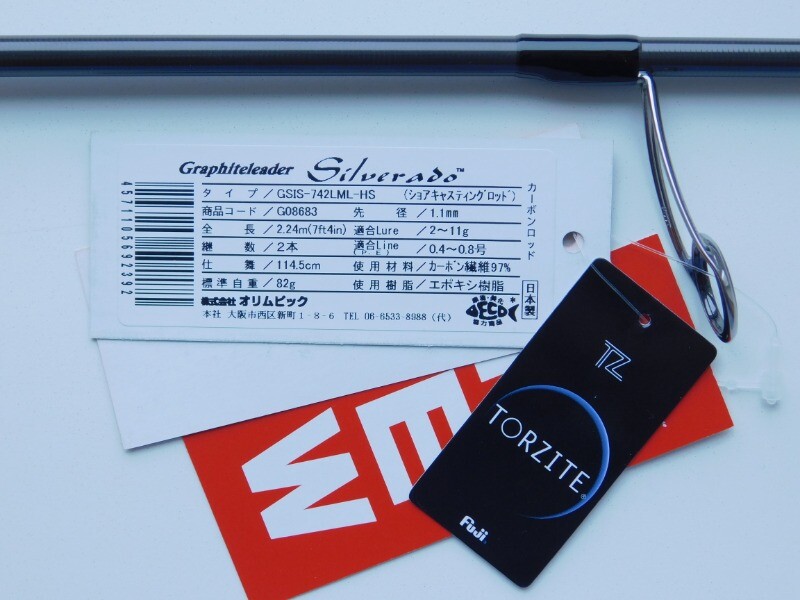 Graphiteleader Silverado™
タイプ/GSIS-742LML-HS (ショアキャスティングロッド)
商品コード/G08683 先径/1.1mm
全長/2.24m(7ft4in) 適合Lure/2～11g
継数/2本 適合Line(P.E)/0.4～0.8号
仕舞/114.5cm 使用材料/カーボン繊維97%
標準自重/82g 使用樹脂/エポキシ樹脂
株式会社 オリムピック
本社 大阪市西区新町1-8-6 TEL 06-6533-8988 (代)
カーボンロッド
日本製
ECO
TZ
TORZITE®
Fuji.